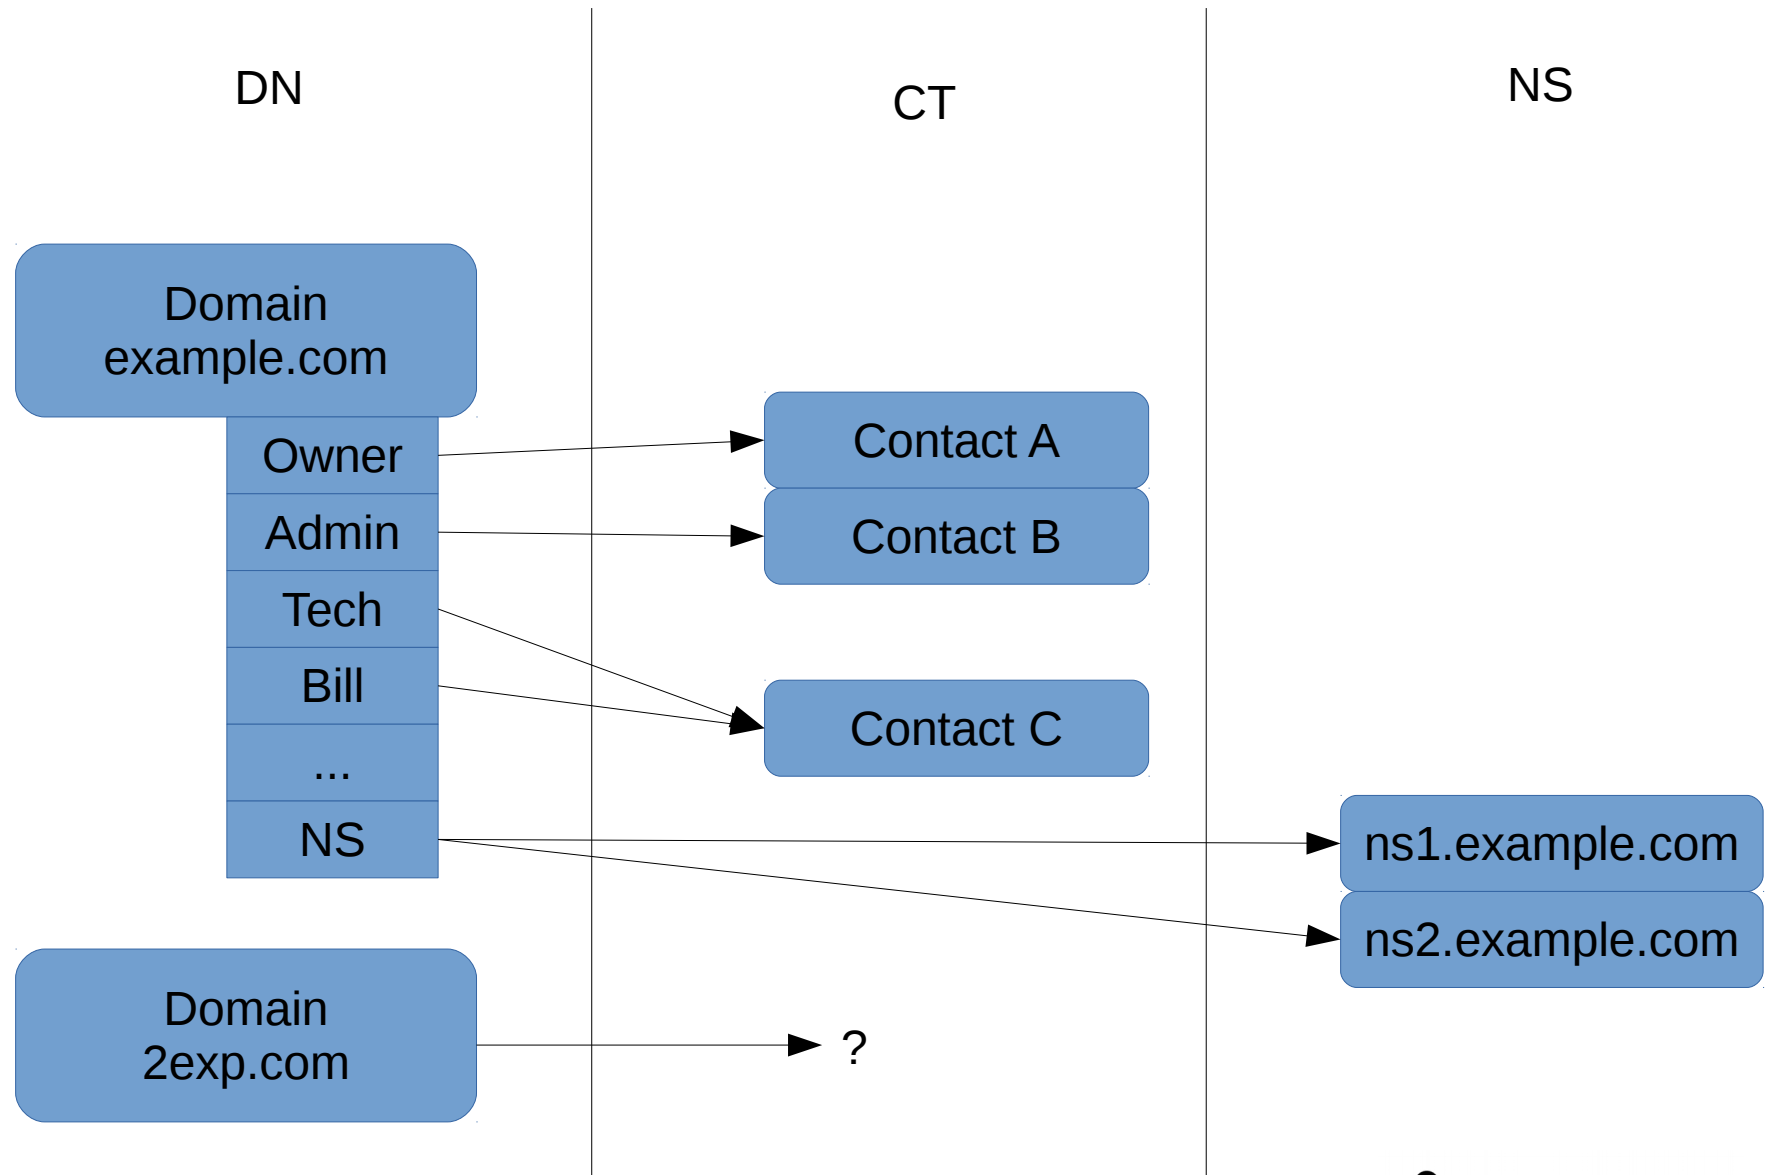 DN
CT
NS
Domain
example.com
Owner
Admin
Tech
Bill
...
NS
Contact A
Contact B
Contact C
ns1.example.com
ns2.example.com
Domain
2exp.com
?